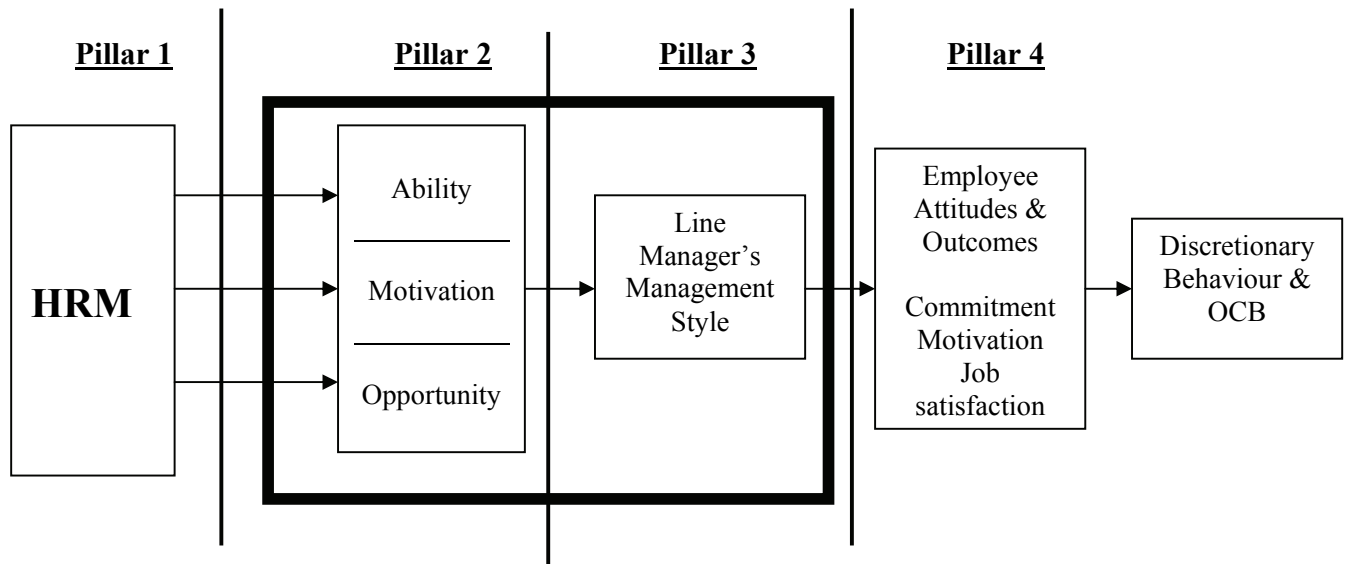 Pillar 1
Pillar 2
Pillar 3
Pillar 4
HRM
Ability
Motivation
Opportunity
Line
Manager’s
Management
Style
Employee
Attitudes &
Outcomes
Commitment
Motivation
Job
satisfaction
Discretionary
Behaviour &
OCB